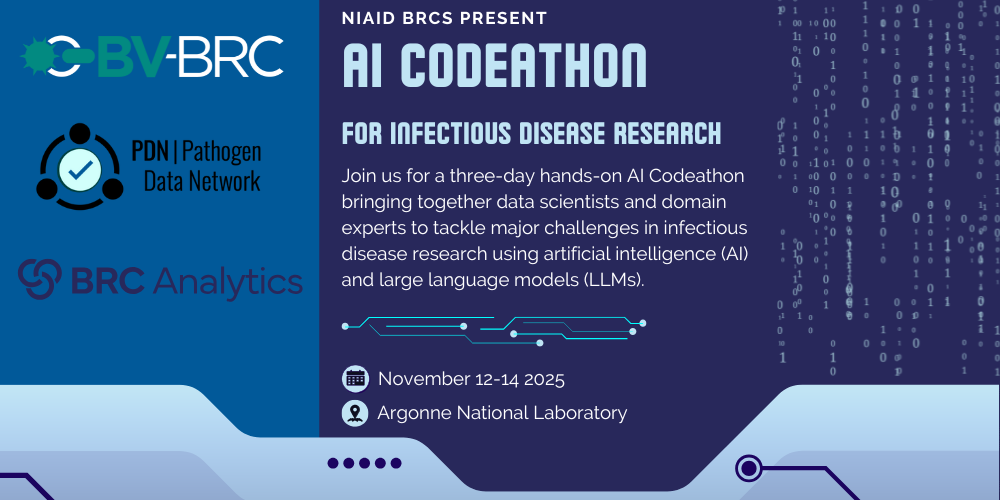 BV-BRC
PDN | Pathogen
Data Network
BRC Analytics
NIAID BRCS PRESENT
AI CODEATHON
FOR INFECTIOUS DISEASE RESEARCH
Join us for a three-day hands-on AI Codeathon
bringing together data scientists and domain
experts to tackle major challenges in infectious
disease research using artificial intelligence (AI)
and large language models (LLMs).
November 12-14 2025
Argonne National Laboratory